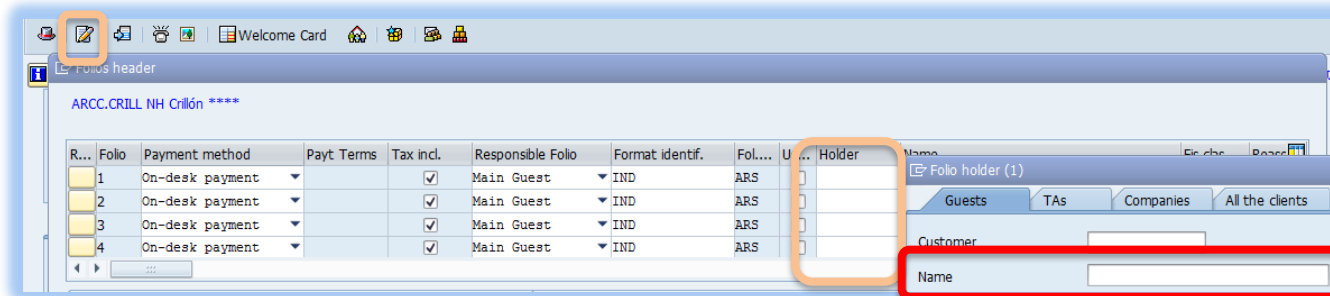 Welcome Card
Folios header
ARCC.CRILL NH Crillón ****
R... Folio Payment method Payt Terms Tax incl. Responsible Folio Format identif. Fol.... U... Holder Name Fis.clas Reass
1 On-desk payment Main Guest IND ARS
2 On-desk payment Main Guest IND ARS
3 On-desk payment Main Guest IND ARS
4 On-desk payment Main Guest IND ARS
Folio holder (1)
Guests TAs Companies All the clients
Customer
Name